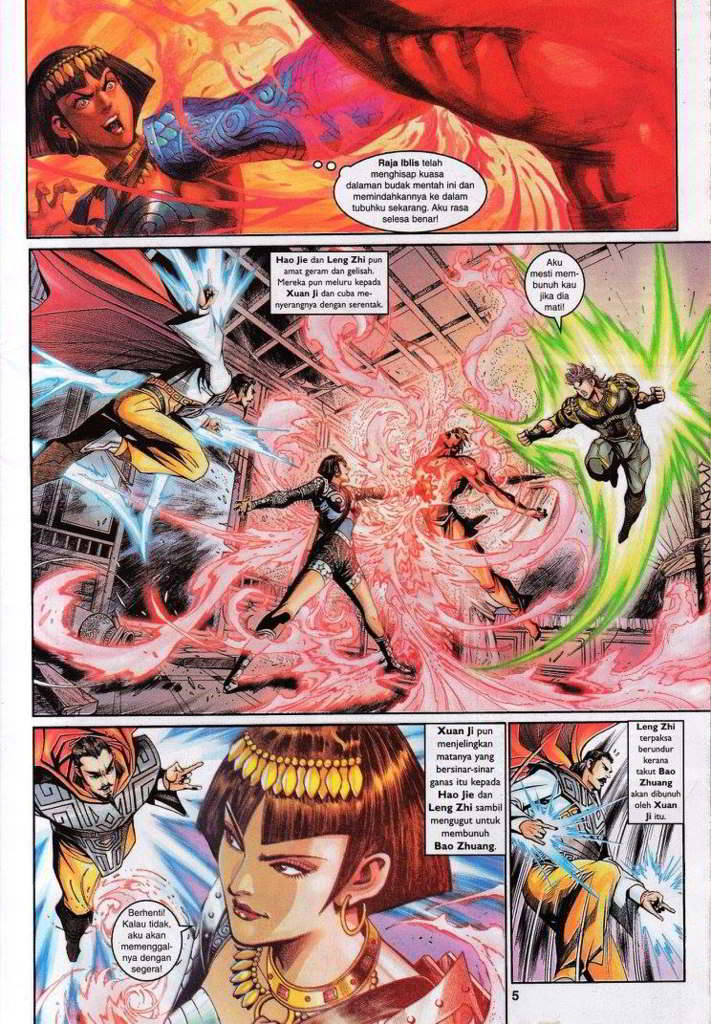 Raja Iblis telah
menghisap kuasa
dalaman budak mentah ini dan
memindahkannya ke dalam
tubuhku sekarang. Aku rasa
selesa benar!
Hao Jie dan Leng Zhi pun
amat geram dan gelisah.
Mereka pun meluru kepada
Xuan Ji dan cuba me-
nyerangnya dengan serentak.
Aku
mesti mem-
bunuh kau
jika dia
mati!
Xuan Ji pun
menjelingkan
matanya yang
bersinar-sinar
ganas itu kepada
Hao Jie dan
Leng Zhi sambil
mengugut untuk
membunuh
Bao Zhuang.
Berhenti!
Kalau tidak,
aku akan
memenggal-
nya dengan
segera!
Leng Zhi
terpaksa
berundur
kerana
takut Bao
Zhuang
akan dibunuh
oleh Xuan
Ji itu.
5